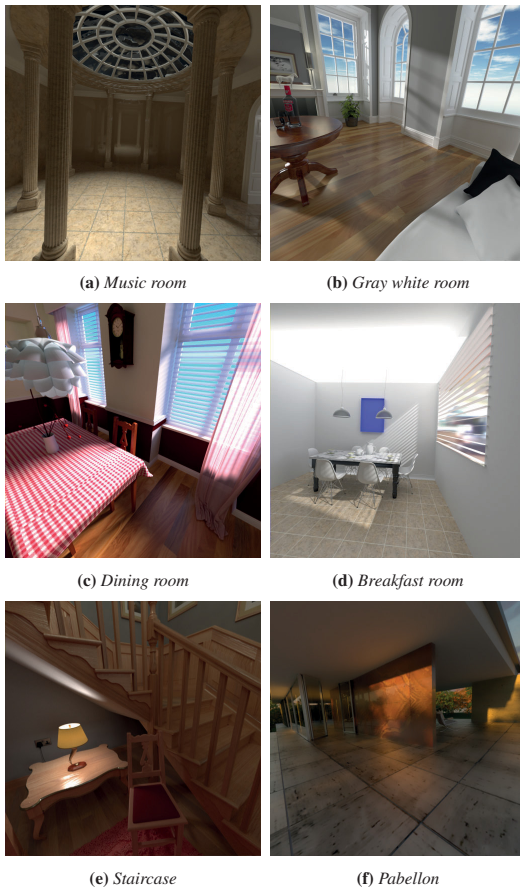 (a) Music room
(b) Gray white room
(c) Dining room
(d) Breakfast room
(e) Staircase
(f) Pabellon